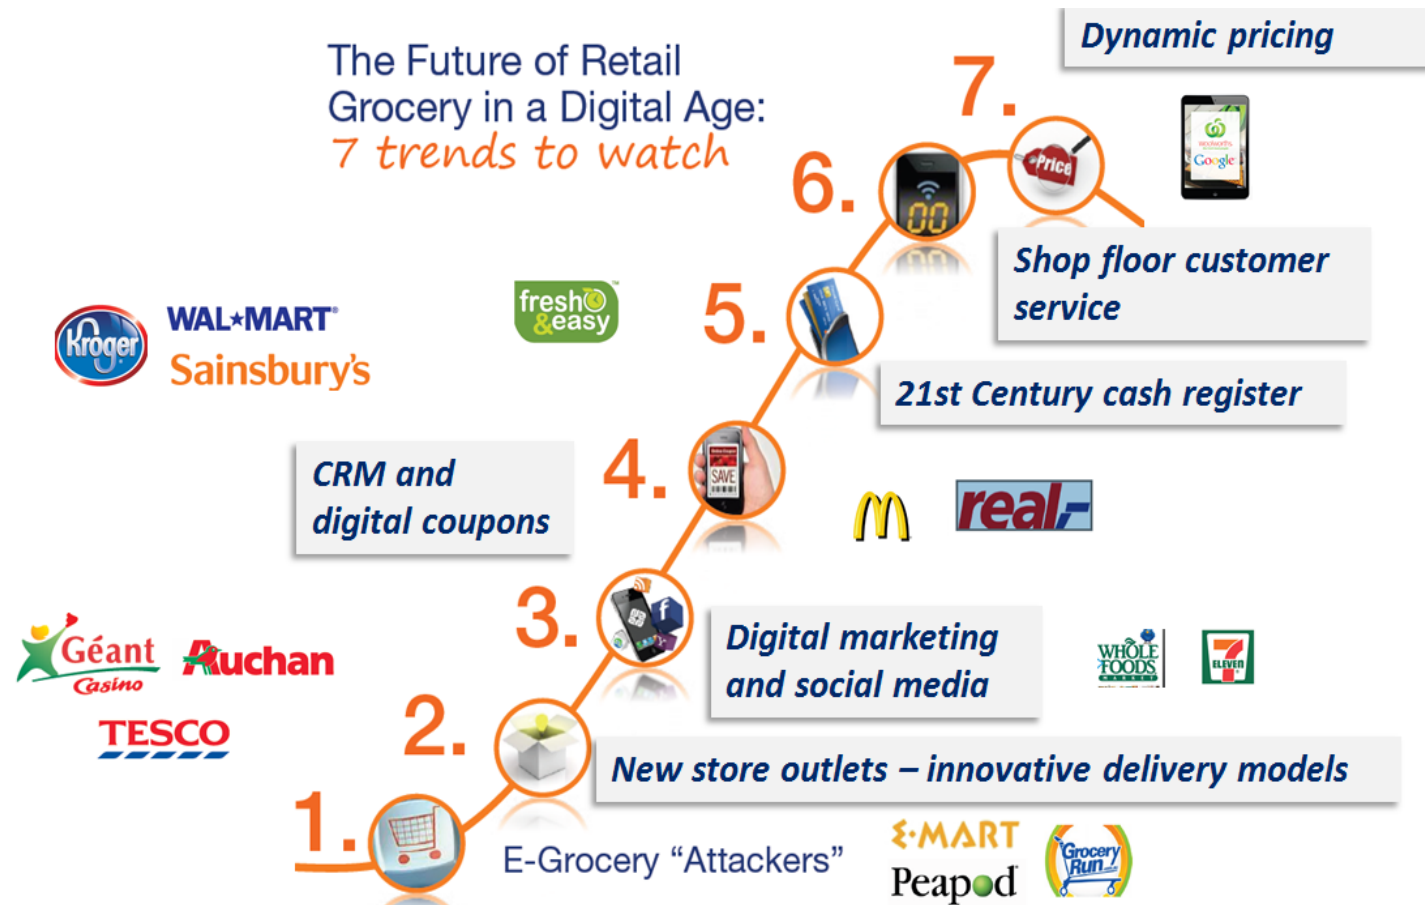 The Future of Retail
Grocery in a Digital Age:
7 trends to watch
Dynamic pricing
7.
Price
Google
6.
00
Shop floor customer
service
5.
fresh
&easy
Kroger
WAL★MART
Sainsbury's
21st Century cash register
4.
SAVE
CRM and
digital coupons
M
real,-
3.
f
Digital marketing
and social media
WHOLE
FOODS
MARKET
7
ELEVEN
Géant
Casino
Auchan
TESCO
2.
New store outlets – innovative delivery models
1.
E-Grocery “Attackers”
E·MART
Peapod
Grocery
Run